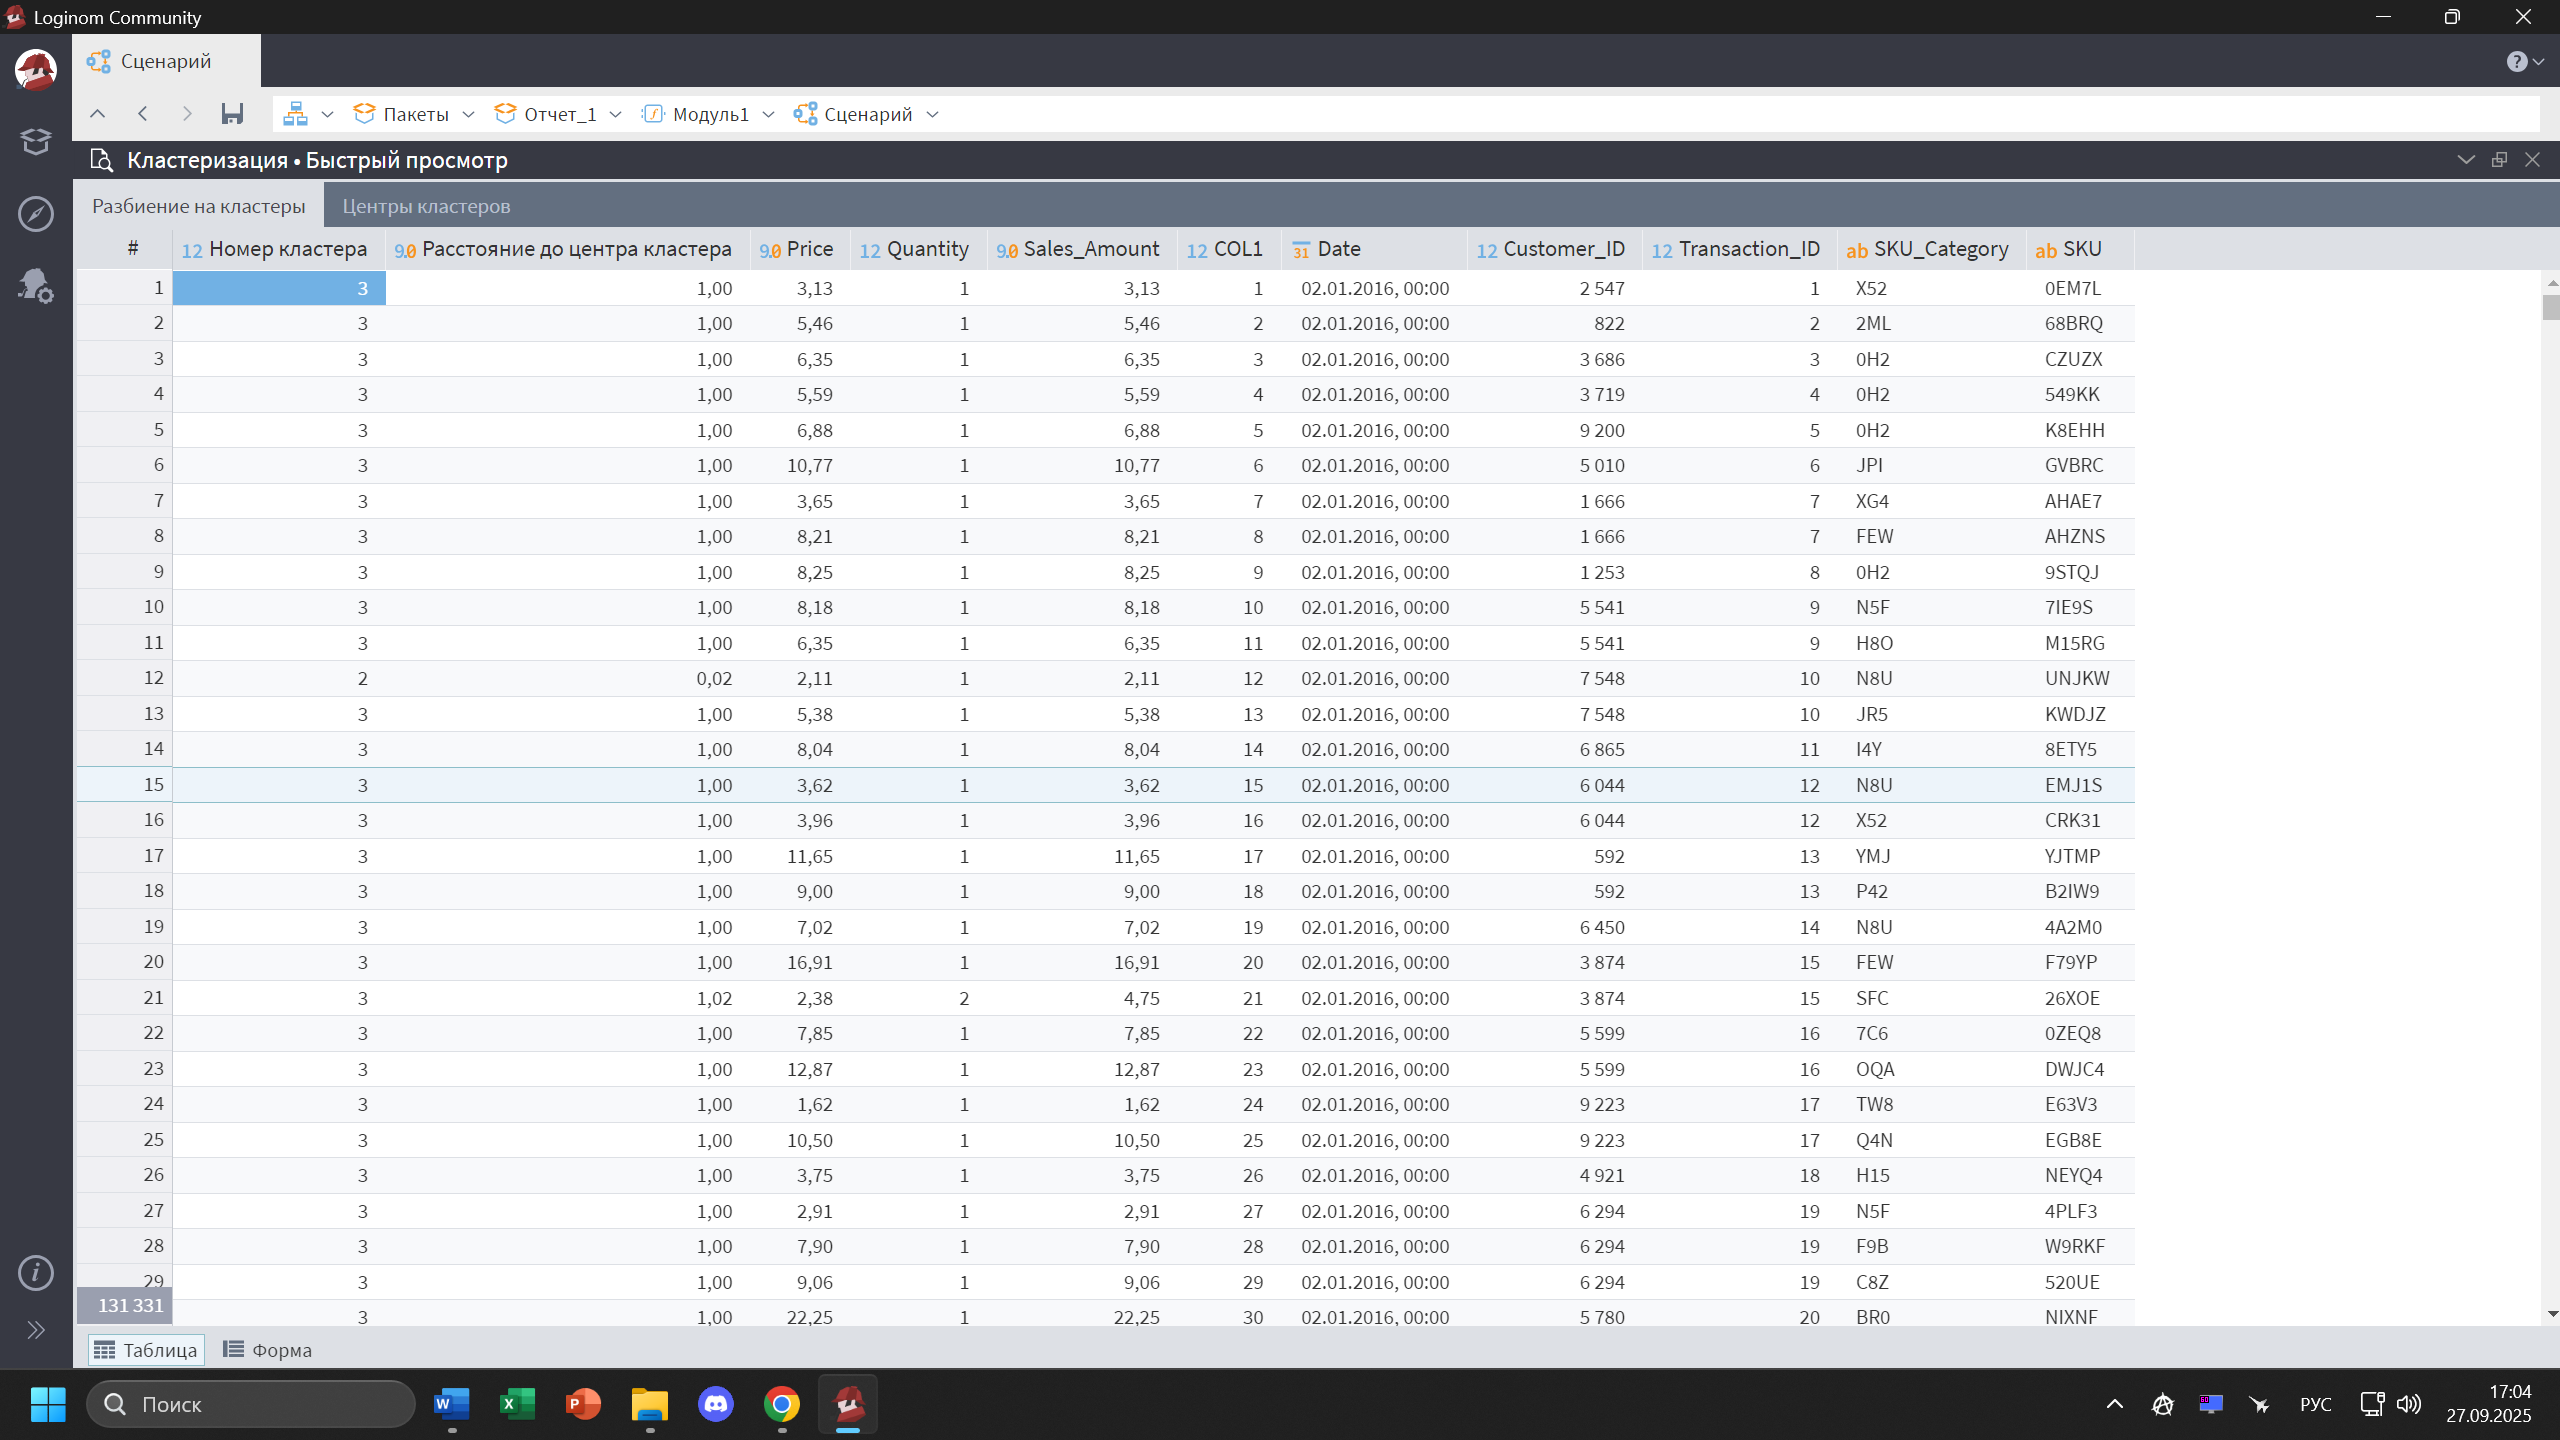 Loginom Community
Сценарий
Пакеты Отчет_1 Модуль1 Сценарий
Кластеризация • Быстрый просмотр
Разбиение на кластеры Центры кластеров
# 12 Номер кластера 9.0 Расстояние до центра кластера 9.0 Price 12 Quantity 9.0 Sales_Amount 12 COL1 31 Date 12 Customer_ID 12 Transaction_ID ab SKU_Category ab SKU
1 3 1,00 3,13 1 3,13 1 02.01.2016, 00:00 2 547 1 X52 0EM7L
2 3 1,00 5,46 1 5,46 2 02.01.2016, 00:00 822 2 2ML 68BRQ
3 3 1,00 6,35 1 6,35 3 02.01.2016, 00:00 3 686 3 0H2 CZUZX
4 3 1,00 5,59 1 5,59 4 02.01.2016, 00:00 3 719 4 0H2 549KK
5 3 1,00 6,88 1 6,88 5 02.01.2016, 00:00 9 200 5 0H2 K8EHH
6 3 1,00 10,77 1 10,77 6 02.01.2016, 00:00 5 010 6 JPI GVBRC
7 3 1,00 3,65 1 3,65 7 02.01.2016, 00:00 1 666 7 XG4 AHAE7
8 3 1,00 8,21 1 8,21 8 02.01.2016, 00:00 1 666 7 FEW AHZNS
9 3 1,00 8,25 1 8,25 9 02.01.2016, 00:00 1 253 8 0H2 9STQJ
10 3 1,00 8,18 1 8,18 10 02.01.2016, 00:00 5 541 9 N5F 7IE9S
11 3 1,00 6,35 1 6,35 11 02.01.2016, 00:00 5 541 9 H8O M15RG
12 2 0,02 2,11 1 2,11 12 02.01.2016, 00:00 7 548 10 N8U UNJKW
13 3 1,00 5,38 1 5,38 13 02.01.2016, 00:00 7 548 10 JR5 KWDJZ
14 3 1,00 8,04 1 8,04 14 02.01.2016, 00:00 6 865 11 I4Y 8ETY5
15 3 1,00 3,62 1 3,62 15 02.01.2016, 00:00 6 044 12 N8U EMJ1S
16 3 1,00 3,96 1 3,96 16 02.01.2016, 00:00 6 044 12 X52 CRK31
17 3 1,00 11,65 1 11,65 17 02.01.2016, 00:00 592 13 YMJ YJTMP
18 3 1,00 9,00 1 9,00 18 02.01.2016, 00:00 592 13 P42 B2IW9
19 3 1,00 7,02 1 7,02 19 02.01.2016, 00:00 6 450 14 N8U 4A2M0
20 3 1,00 16,91 1 16,91 20 02.01.2016, 00:00 3 874 15 FEW F79YP
21 3 1,02 2,38 2 4,75 21 02.01.2016, 00:00 3 874 15 SFC 26XOE
22 3 1,00 7,85 1 7,85 22 02.01.2016, 00:00 5 599 16 7C6 0ZEQ8
23 3 1,00 12,87 1 12,87 23 02.01.2016, 00:00 5 599 16 OQA DWJC4
24 3 1,00 1,62 1 1,62 24 02.01.2016, 00:00 9 223 17 TW8 E63V3
25 3 1,00 10,50 1 10,50 25 02.01.2016, 00:00 9 223 17 Q4N EGB8E
26 3 1,00 3,75 1 3,75 26 02.01.2016, 00:00 4 921 18 H15 NEYQ4
27 3 1,00 2,91 1 2,91 27 02.01.2016, 00:00 6 294 19 N5F 4PLF3
28 3 1,00 7,90 1 7,90 28 02.01.2016, 00:00 6 294 19 F9B W9RKF
29 3 1,00 9,06 1 9,06 29 02.01.2016, 00:00 6 294 19 C8Z 520UE
131 331 3 1,00 22,25 1 22,25 30 02.01.2016, 00:00 5 780 20 BR0 NIXNF
Таблица Форма
Поиск РУС 17:04
27.09.2025